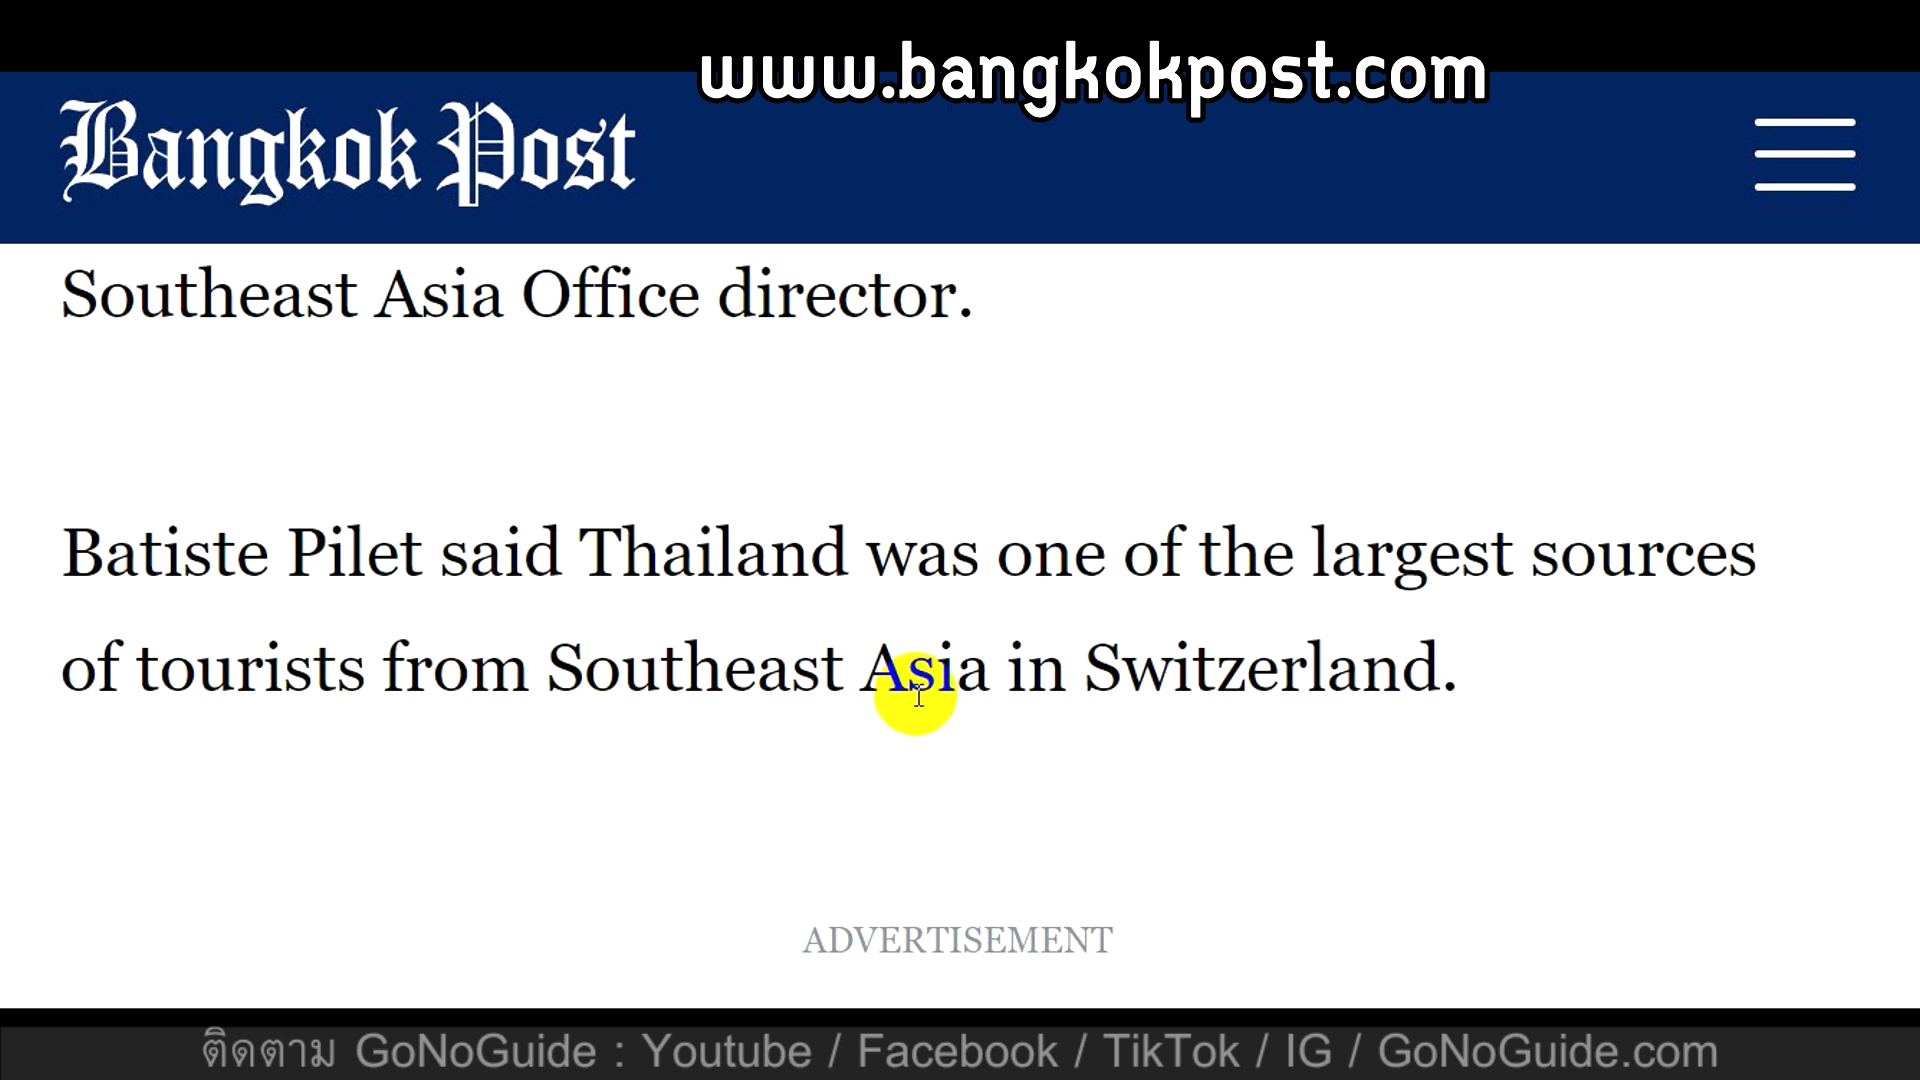 www.bangkokpost.com
Bangkok Post
Southeast Asia Office director.
Batiste Pilet said Thailand was one of the largest sources
of tourists from Southeast Asia in Switzerland.
ADVERTISEMENT
ติดตาม GoNoGuide : Youtube / Facebook / TikTok / IG / GoNoGuide.com